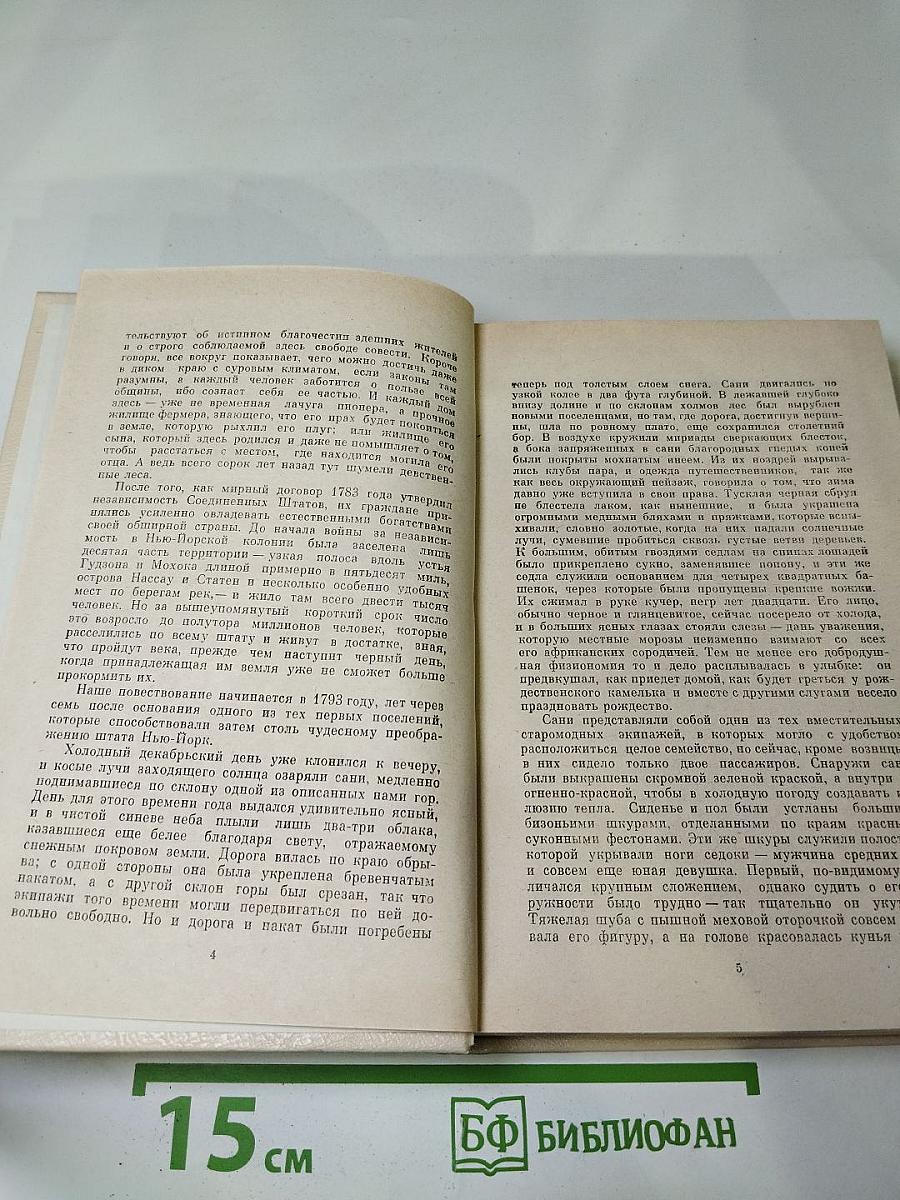 тельствуют об истинном благочестии здешних жителей
и о строго соблюдаемой здесь свободе совести. Короче
говоря, все вокруг показывает, чего можно достичь даже
в диком краю с суровым климатом, если законы там
разумны, а каждый человек заботится о пользе всей
общины, ибо сознает себя ее частью. И каждый дом
здесь — уже не временная лачуга пионера, а прочное
жилище фермера, знающего, что его прах будет покоиться
в земле, которую рыхлил его плуг; или жилище его
сына, который здесь родился и даже не помышляет о том,
чтобы расстаться с местом, где находится могила его
отца. А ведь всего сорок лет назад тут шумели девствен-
ные леса.
После того, как мирный договор 1783 года утвердил
независимость Соединенных Штатов, их граждане при-
нялись усиленно овладевать естественными богатствами
своей обширной страны. До начала войны за независи-
мость в Нью-Йорской колонии была заселена лишь
десятая часть территории — узкая полоса вдоль устья
Гудзона и Мохока длиной примерно в пятьдесят миль,
острова Нассау и Статен и несколько особенно удобных
мест по берегам рек,— и жило там всего двести тысяч
человек. Но за вышеупомянутый короткий срок число
это возросло до полутора миллионов человек, которые
расселились по всему штату и живут в достатке, зная,
что пройдут века, прежде чем наступит черный день,
когда принадлежащая им земля уже не сможет больше
прокормить их.
Наше повествование начинается в 1793 году, лет через
семь после основания одного из тех первых поселений,
которые способствовали затем столь чудесному преобра-
жению штата Нью-Йорк.
Холодный декабрьский день уже клонился к вечеру,
и косые лучи заходящего солнца озаряли сани, медленно
поднимавшиеся по склону одной из описанных нами гор.
День для этого времени года выдался удивительно ясный,
и в чистой синеве неба плыли лишь два-три облака,
казавшиеся еще белее благодаря свету, отражаемому
снежным покровом земли. Дорога вилась по краю обры-
ва; с одной стороны она была укреплена бревенчатым
накатом, а с другой склон горы был срезан, так что
экипажи того времени могли передвигаться по ней до-
вольно свободно. Но и дорога и накат были погребены
4
теперь под толстым слоем снега. Сани двигались по
узкой колее в два фута глубиной. В лежавшей глубоко
внизу долине и по склонам холмов лес был вырублен
новыми поселенцами, но там, где дорога, достигнув верши-
ны, шла по ровному плато, еще сохранился столетний
бор. В воздухе кружили мириады сверкающих блесток,
а бока запряженных в сани благородных гнедых коней
были покрыты мохнатым инеем. Из их ноздрей вырыва-
лись клубы пара, и одежда путешественников, так же
как весь окружающий пейзаж, говорила о том, что зима
давно уже вступила в свои права. Тусклая черная сбруя
не блестела лаком, как нынешние, и была украшена
огромными медными бляхами и пряжками, которые вспы-
хивали, словно золотые, когда на них падали солнечные
лучи, сумевшие пробиться сквозь густые ветви деревьев.
К большим, обитым гвоздями седлам на спинах лошадей
было прикреплено сукно, заменявшее попону, и эти же
седла служили основанием для четырех квадратных ба-
шенок, через которые были пропущены крепкие вожжи.
Их сжимал в руке кучер, негр лет двадцати. Его лицо,
обычно черное и глянцевитое, сейчас посерело от холода,
и в больших ясных глазах стояли слезы — дань уважения,
которую местные морозы неизменно взимают со всех
его африканских сородичей. Тем не менее его добродуш-
ная физиономия то и дело расплывалась в улыбке: он
предвкушал, как приедет домой, как будет греться у рож-
дественского камелька и вместе с другими слугами весело
праздновать рождество.
Сани представляли собой один из тех вместительных
старомодных экипажей, в которых могло с удобством
расположиться целое семейство, но сейчас, кроме возницы
в них сидело только двое пассажиров. Снаружи сан
были выкрашены скромной зеленой краской, а внутри
огненно-красной, чтобы в холодную погоду создавать и
люзию тепла. Сиденье и пол были устланы больши
бизоньими шкурами, отделанными по краям красны
суконными фестонами. Эти же шкуры служили полост
которой укрывали ноги седоки — мужчина средних
и совсем еще юная девушка. Первый, по-видимому
личался крупным сложением, однако судить о ег
ружности было трудно — так тщательно он укут
Тяжелая шуба с пышной меховой оторочкой совсем
вала его фигуру, а на голове красовалась кунья
5
15 см
БФ БИБЛИОФАН